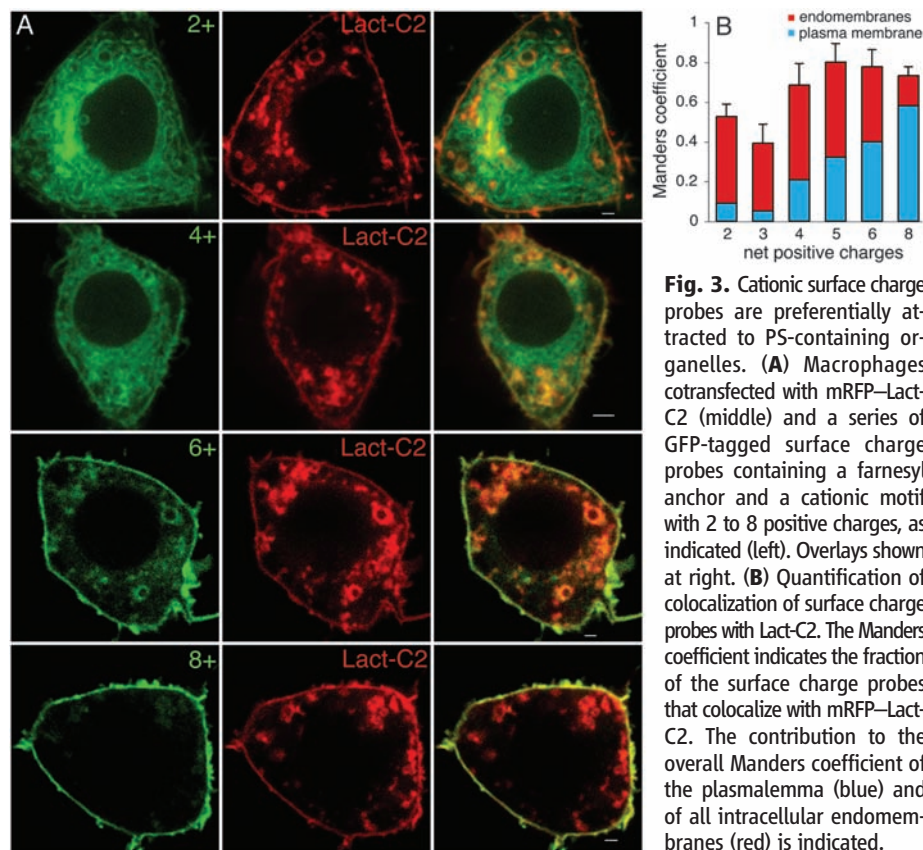 A
2+
Lact-C2
4+
Lact-C2
6+
Lact-C2
8+
Lact-C2
B
endomembranes
plasma membrane
Manders coefficient
0.8
0.6
0.4
0.2
0
2 3 4 5 6 8
net positive charges
Fig. 3. Cationic surface charge
probes are preferentially at-
tracted to PS-containing or-
ganelles. (A) Macrophages
cotransfected with mRFP–Lact-
C2 (middle) and a series of
GFP-tagged surface charge
probes containing a farnesyl
anchor and a cationic motif
with 2 to 8 positive charges, as
indicated (left). Overlays shown
at right. (B) Quantification of
colocalization of surface charge
probes with Lact-C2. The Manders
coefficient indicates the fraction
of the surface charge probes
that colocalize with mRFP–Lact-
C2. The contribution to the
overall Manders coefficient of
the plasmalemma (blue) and
of all intracellular endomem-
branes (red) is indicated.